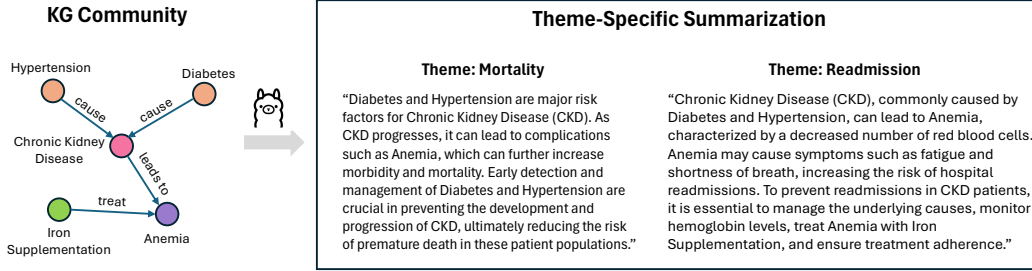 KG Community
Hypertension
Diabetes
cause
cause
Chronic Kidney
Disease
leads to
treat
Iron
Supplementation
Anemia
Theme-Specific Summarization
Theme: Mortality
“Diabetes and Hypertension are major risk
factors for Chronic Kidney Disease (CKD). As
CKD progresses, it can lead to complications
such as Anemia, which can further increase
morbidity and mortality. Early detection and
management of Diabetes and Hypertension are
crucial in preventing the development and
progression of CKD, ultimately reducing the risk
of premature death in these patient populations.”
Theme: Readmission
“Chronic Kidney Disease (CKD), commonly caused by
Diabetes and Hypertension, can lead to Anemia,
characterized by a decreased number of red blood cells.
Anemia may cause symptoms such as fatigue and
shortness of breath, increasing the risk of hospital
readmissions. To prevent readmissions in CKD patients,
it is essential to manage the underlying causes, monitor
hemoglobin levels, treat Anemia with Iron
Supplementation, and ensure treatment adherence.”